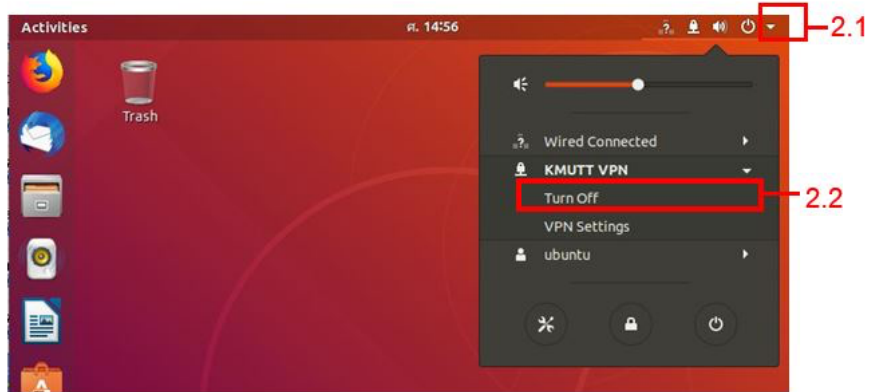 Activities
ศ. 14:56
2.1
Trash
Wired Connected
KMUTT VPN
Turn Off
2.2
VPN Settings
ubuntu